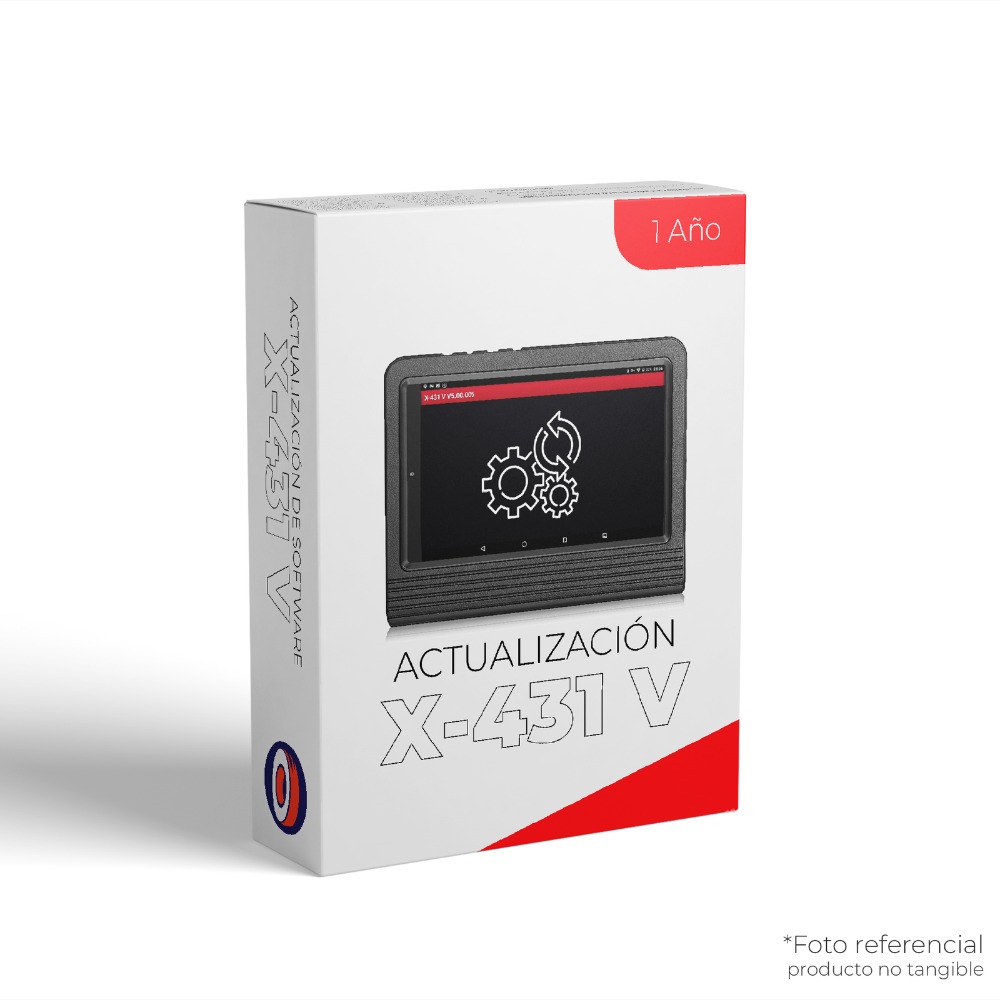 1 Año
X-431 V V5.00.005
ACTUALIZACIÓN
X-431 V
ACTUALIZACIÓN DE SOFTWARE
X-431 V
*Foto referencial
producto no tangible